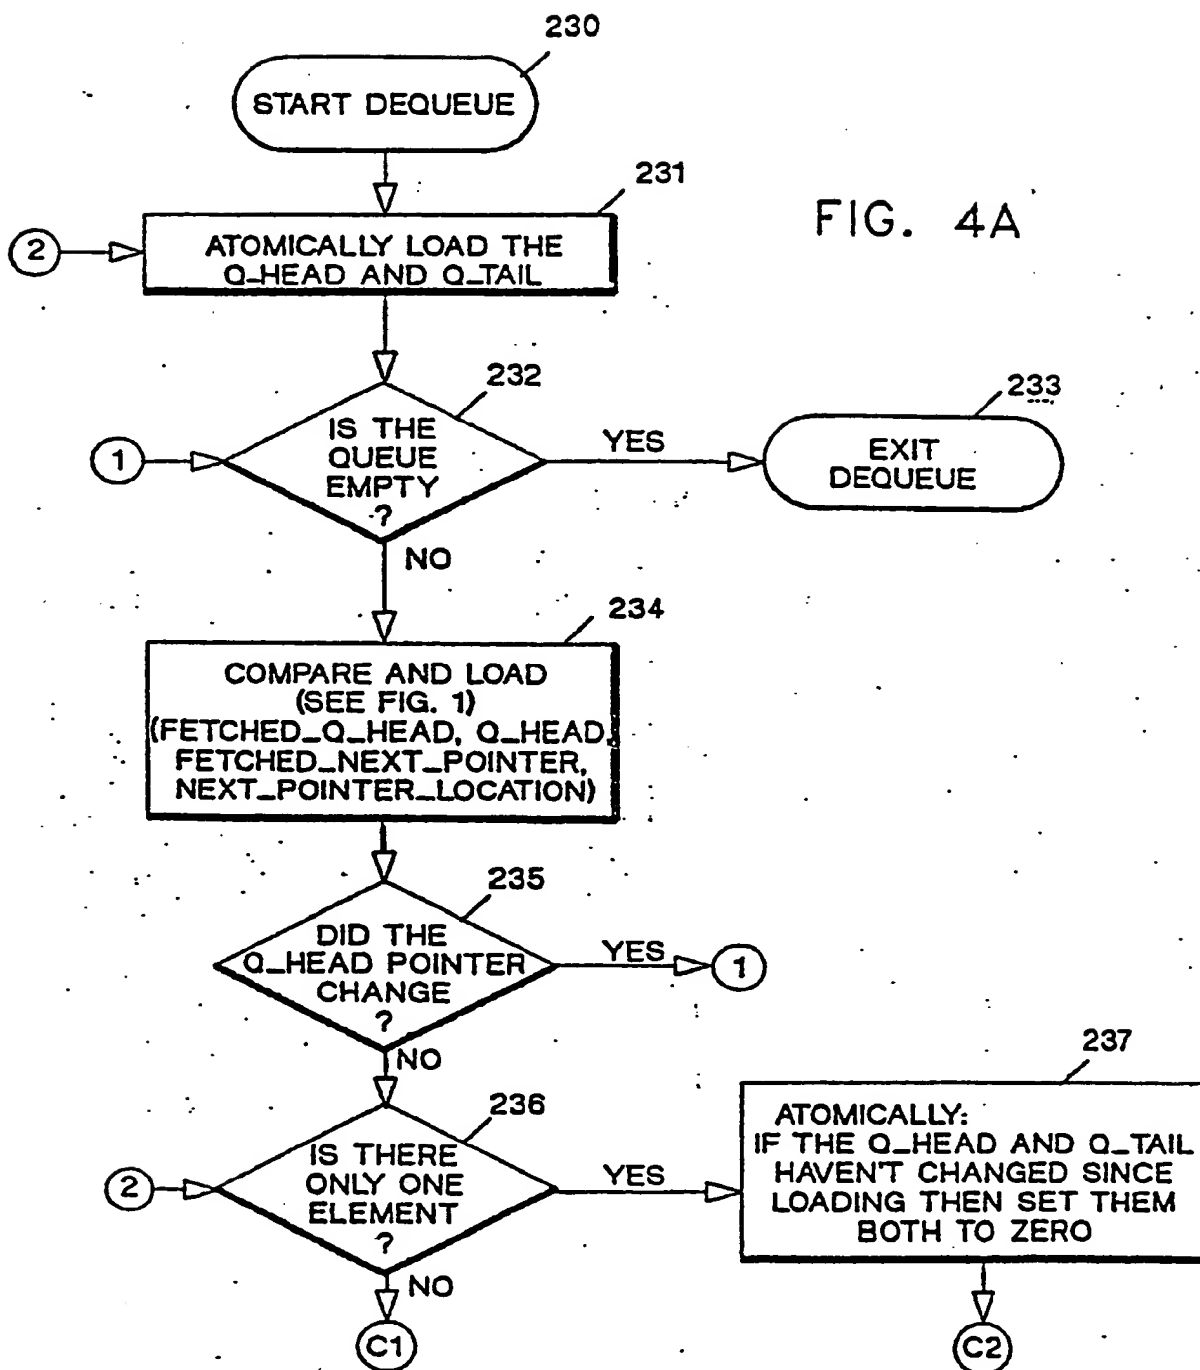 230
START DEQUEUE
231
FIG. 4A
2
ATOMICALLY LOAD THE
Q_HEAD AND Q_TAIL
232
233
1
IS THE
QUEUE
EMPTY
?
YES
EXIT
DEQUEUE
NO
234
COMPARE AND LOAD
(SEE FIG. 1)
(FETCHED_Q_HEAD, Q_HEAD,
FETCHED_NEXT_POINTER,
NEXT_POINTER_LOCATION)
235
DID THE
Q_HEAD POINTER
CHANGE
?
YES
1
NO
236
237
2
IS THERE
ONLY ONE
ELEMENT
?
YES
ATOMICALLY:
IF THE Q_HEAD AND Q_TAIL
HAVEN'T CHANGED SINCE
LOADING THEN SET THEM
BOTH TO ZERO
NO
C1
C2